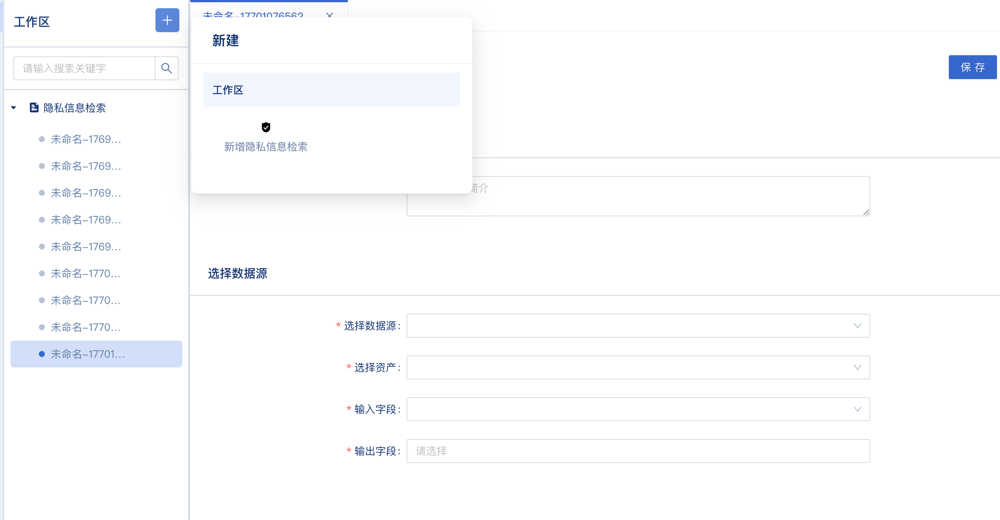 工作区
请输入搜索关键字
隐私信息检索
未命名-1769...
未命名-1769...
未命名-1769...
未命名-1769...
未命名-1769...
未命名-1770...
未命名-1770...
未命名-1770...
未命名-17701...
未命名-17701076562
新建
工作区
新增隐私信息检索
保 存
简介
选择数据源
* 选择数据源:
* 选择资产:
* 输入字段:
* 输出字段: 请选择